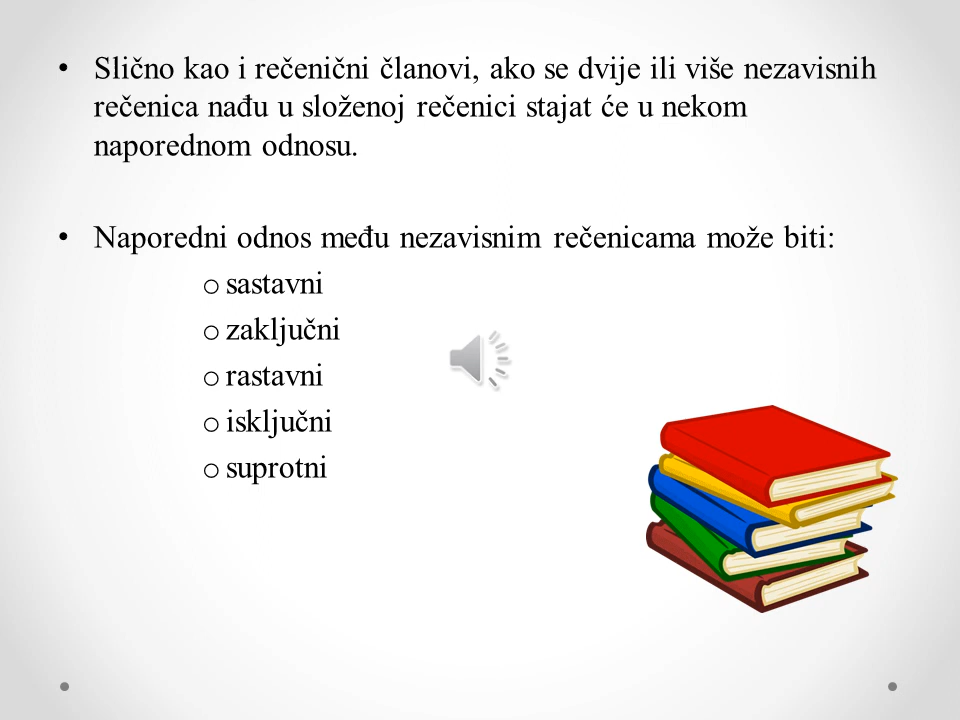 • Slično kao i rečenični članovi, ako se dvije ili više nezavisnih
rečenica nađu u složenoj rečenici stajat će u nekom
naporednom odnosu.
• Naporedni odnos među nezavisnim rečenicama može biti:
o sastavni
o zaključni
o rastavni
o isključni
o suprotni